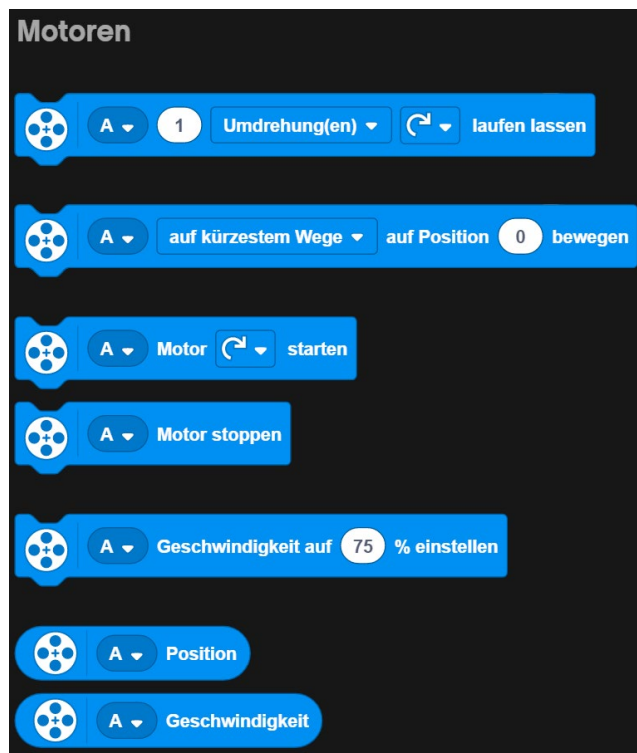 Motoren
A 1 Umdrehung(en) laufen lassen
A auf kürzestem Wege auf Position 0 bewegen
A Motor starten
A Motor stoppen
A Geschwindigkeit auf 75 % einstellen
A Position
A Geschwindigkeit